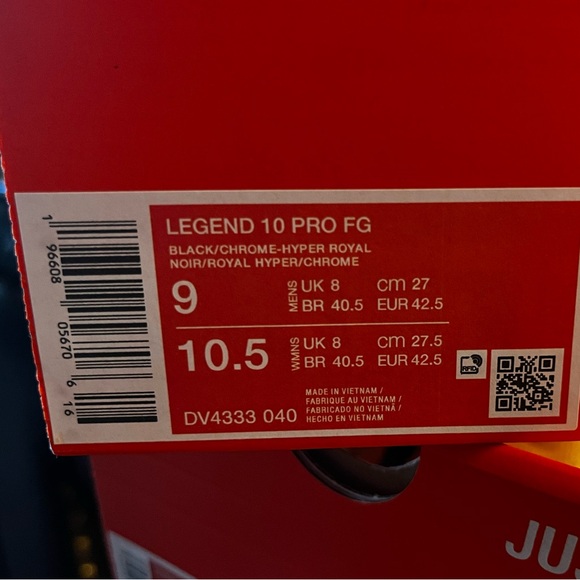 LEGEND 10 PRO FG
BLACK/CHROME-HYPER ROYAL
NOIR/ROYAL HYPER/CHROME
9
MENS
UK 8 CM 27
BR 40.5 EUR 42.5
10.5
WMNS
UK 8 CM 27.5
BR 40.5 EUR 42.5
RFID
MADE IN VIETNAM /
FABRIQUE AU VIETNAM /
FABRICADO NO VIETNÃ /
HECHO EN VIETNAM
DV4333 040
1 96608 05670 6 16
JUS